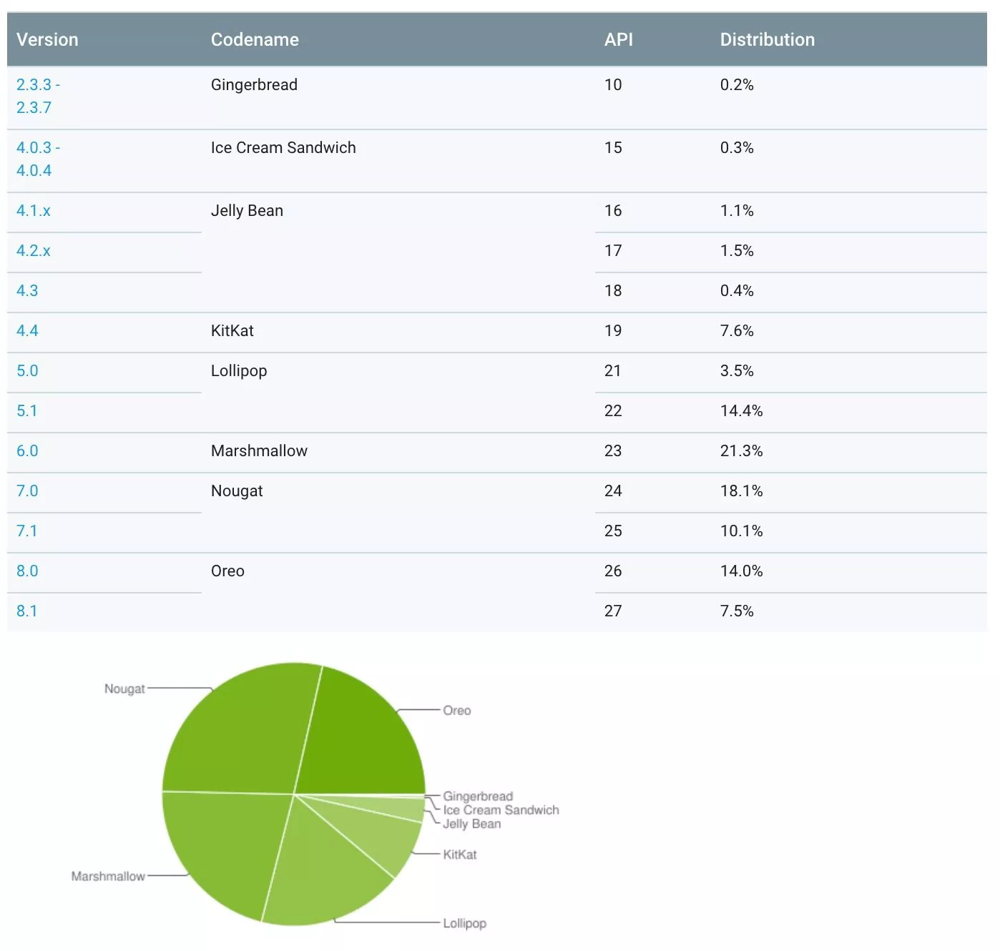 Version Codename API Distribution
2.3.3 - Gingerbread 10 0.2%
2.3.7
4.0.3 - Ice Cream Sandwich 15 0.3%
4.0.4
4.1.x Jelly Bean 16 1.1%
4.2.x 17 1.5%
4.3 18 0.4%
4.4 KitKat 19 7.6%
5.0 Lollipop 21 3.5%
5.1 22 14.4%
6.0 Marshmallow 23 21.3%
7.0 Nougat 24 18.1%
7.1 25 10.1%
8.0 Oreo 26 14.0%
8.1 27 7.5%
Nougat
Oreo
Gingerbread
Ice Cream Sandwich
Jelly Bean
KitKat
Marshmallow
Lollipop